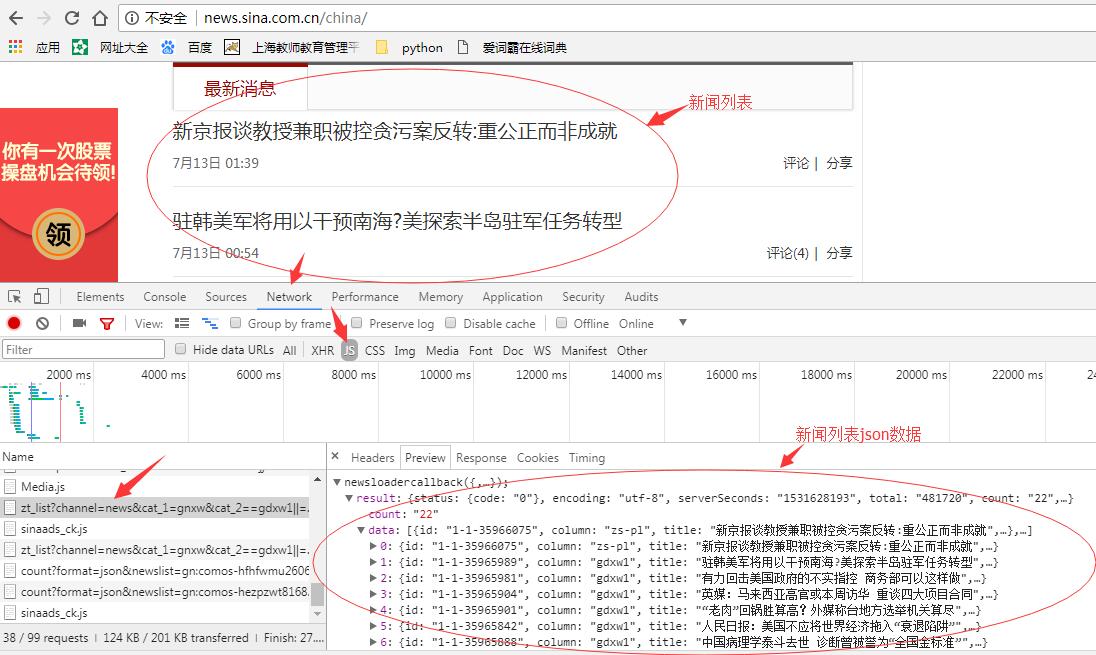 不安全 news.sina.com.cn/china/
应用 网址大全 百度 上海教师教育管理平 python 爱词霸在线词典
最新消息
新闻列表
新京报谈教授兼职被控贪污案反转:重公正而非成就
7月13日 01:39 评论 | 分享
你有一次股票
操盘机会待领!
领
驻韩美军将用以干预南海?美探索半岛驻军任务转型
7月13日 00:54 评论(4) | 分享
Elements Console Sources Network Performance Memory Application Security Audits
View: Group by frame Preserve log Disable cache Offline Online
Filter Hide data URLs All XHR JS CSS Img Media Font Doc WS Manifest Other
2000 ms 4000 ms 6000 ms 8000 ms 10000 ms 12000 ms 14000 ms 16000 ms 18000 ms 20000 ms 22000 ms 24
新闻列表json数据
Name
Headers Preview Response Cookies Timing
Media.js
zt_list?channel=news&cat_1=gnxw&cat_2==gdxw1||=...
sinaads_ck.js
zt_list?channel=news&cat_1=gnxw&cat_2==gdxw1||=...
count?format=json&newslist=gn:comos-hfhfwmu2606
count?format=json&newslist=gn:comos-hezpzwt8168.
sinaads_ck.js
38 / 99 requests | 124 KB / 201 KB transferred | Finish: 27....
newsloadercallback({,…});
result: {status: {code: "0"}, encoding: "utf-8", serverSeconds: "1531628193", total: "481720", count: "22",…}
count: "22"
data: [{id: "1-1-35966075", column: "zs-pl", title: "新京报谈教授兼职被控贪污案反转:重公正而非成就",…},…]
0: {id: "1-1-35966075", column: "zs-pl", title: "新京报谈教授兼职被控贪污案反转:重公正而非成就",…}
1: {id: "1-1-35965989", column: "gdxw1", title: "驻韩美军将用以干预南海?美探索半岛驻军任务转型",…}
2: {id: "1-1-35965981", column: "gdxw1", title: "有力回击美国政府的不实指控 商务部可以这样做",…}
3: {id: "1-1-35965904", column: "gdxw1", title: "英媒：马来西亚高官或本周访华 重谈四大项目合同",…}
4: {id: "1-1-35965901", column: "gdxw1", title: "“老肉”回锅胜算高？外媒称台地方选举机关算尽",…}
5: {id: "1-1-35965842", column: "gdxw1", title: "人民日报：美国不应将世界经济拖入“衰退陷阱”",…}
6: {id: "1-1-35965888", column: "gdxw1", title: "中国病理学泰斗去世 诊断曾被誉为“全国金标准”",…}